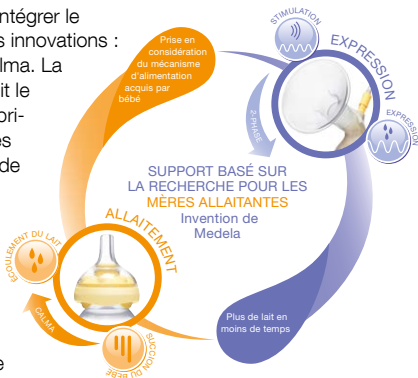 ntégrer le
s innovations :
alma. La
it le
ori-
es
de
e
Prise en
considération
du mécanisme
d'alimentation
acquis par
bébé
STIMULATION
EXPRESSION
EXPRESSION
2-PHASE
SUPPORT BASÉ SUR
LA RECHERCHE POUR LES
MÈRES ALLAITANTES
Invention de
Medela
ALLAITEMENT
ÉCOULEMENT DU LAIT
CALMA
SUCCION DU BÉBÉ
Plus de lait en
moins de temps